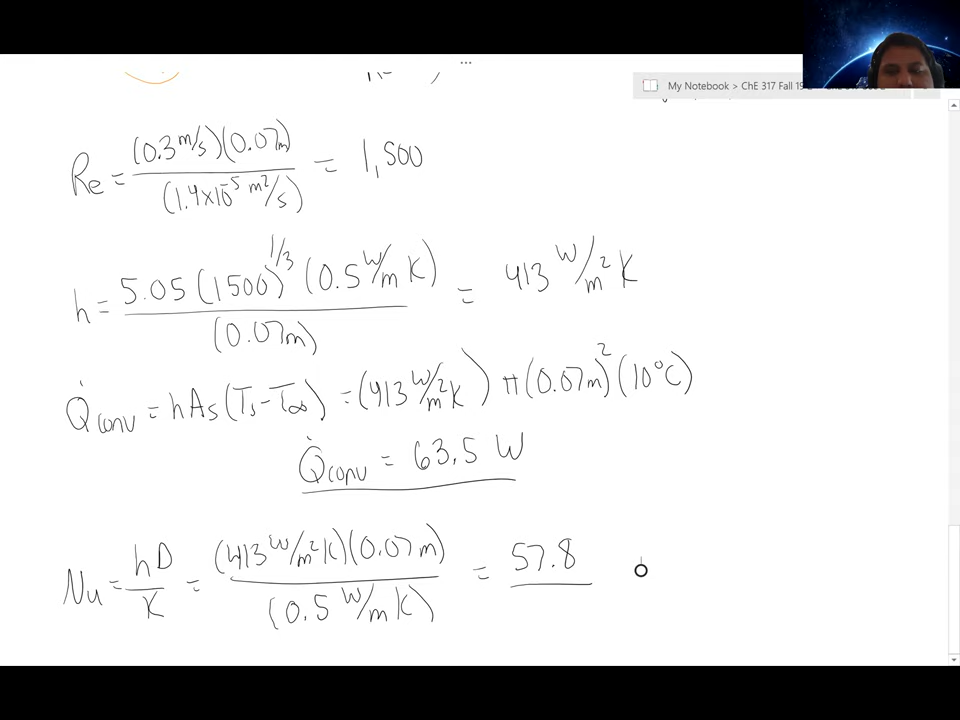 My Notebook > ChE 317 Fall 19
Re = (0.3 m/s)(0.07m) / (1.4x10^-5 m²/s) = 1,500
h = 5.05 (1500)^1/3 (0.5 W/m K) / (0.07m) = 413 W/m² K
Q̇conv = hAs(Ts - T∞) = (413 W/m² K) π (0.07m)² (10°C)
Q̇conv = 63.5 W
Nu = hD/K = (413 W/m² K)(0.07 m) / (0.5 W/m K) = 57.8